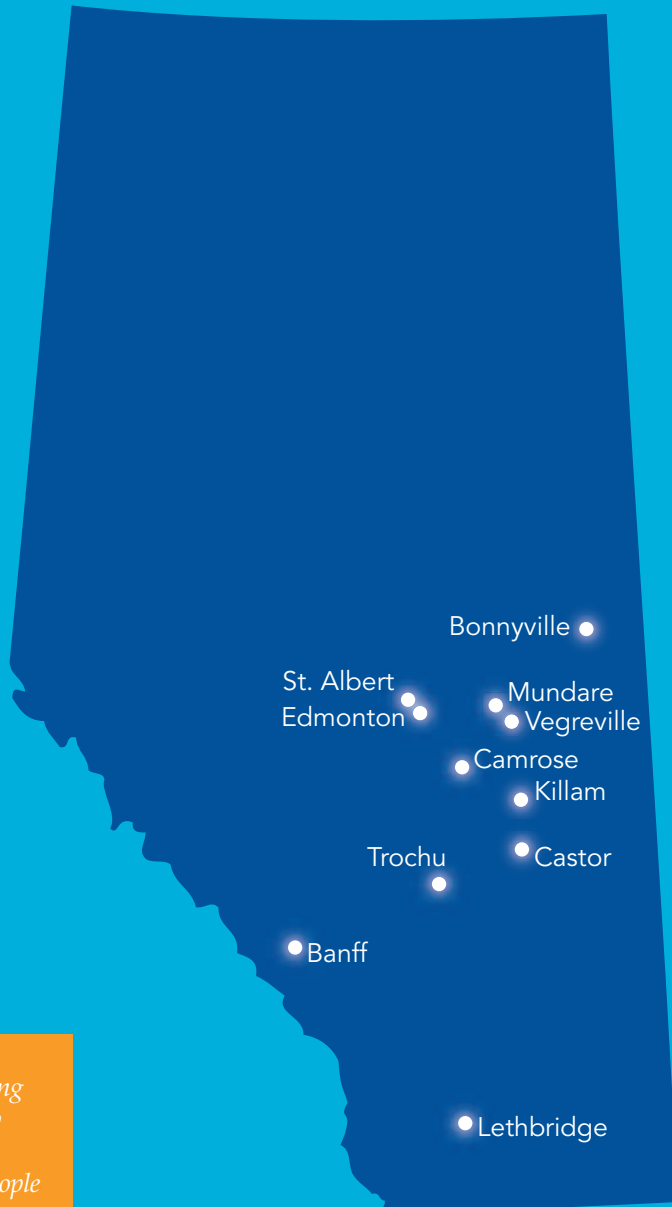 Bonnyville
St. Albert
Mundare
Edmonton
Vegreville
Camrose
Killam
Trochu
Castor
Banff
Lethbridge